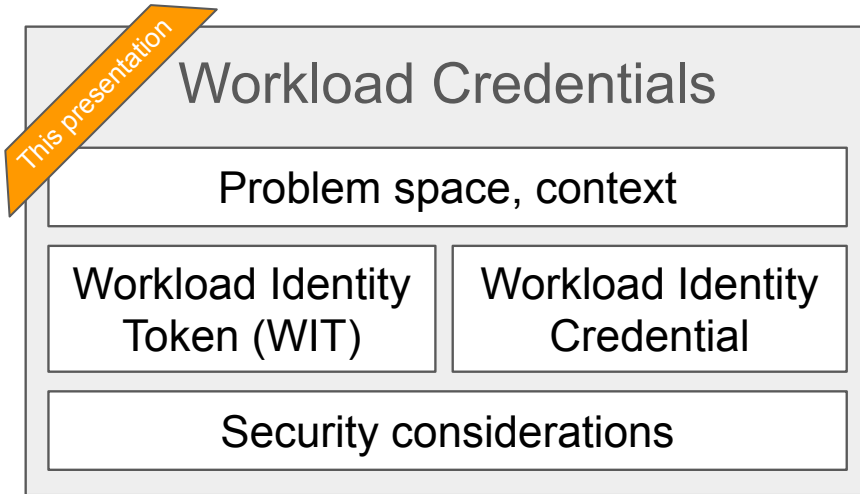 This presentation
Workload Credentials
Problem space, context
Workload Identity
Token (WIT)
Workload Identity
Credential
Security considerations